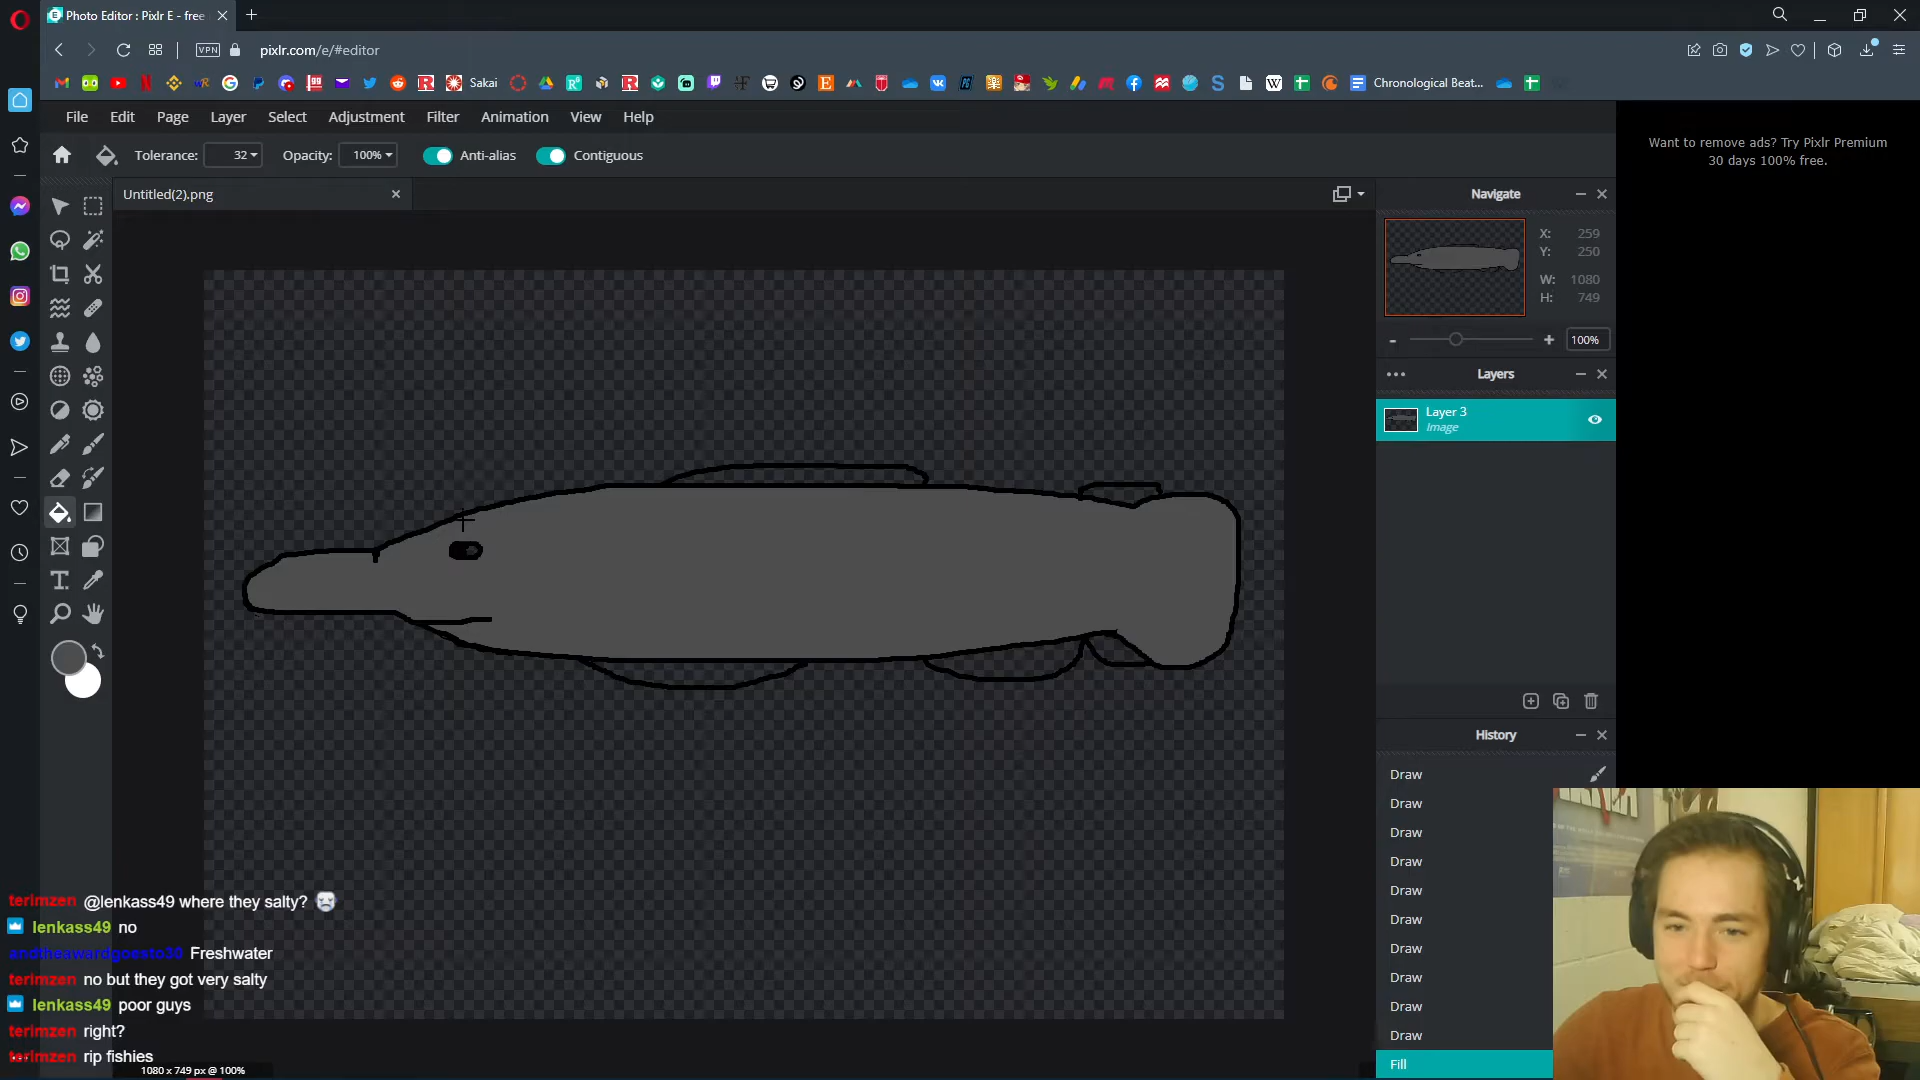 Photo Editor : Pixlr E - free
VPN
pixlr.com/e/#editor
Sakai
Chronological Beat...
File Edit Page Layer Select Adjustment Filter Animation View Help
Tolerance: 32 Opacity: 100% Anti-alias Contiguous
Untitled(2).png
Want to remove ads? Try Pixlr Premium
30 days 100% free.
Navigate
X: 259
Y: 250
W: 1080
H: 749
100%
Layers
Layer 3
Image
History
Draw
Draw
Draw
Draw
Draw
Draw
Draw
Draw
Draw
Draw
Fill
terimzen @lenkass49 where they salty?
lenkass49 no
andtheawardgoesto30 Freshwater
terimzen no but they got very salty
lenkass49 poor guys
terimzen right?
terimzen rip fishies
1080 x 749 px @ 100%